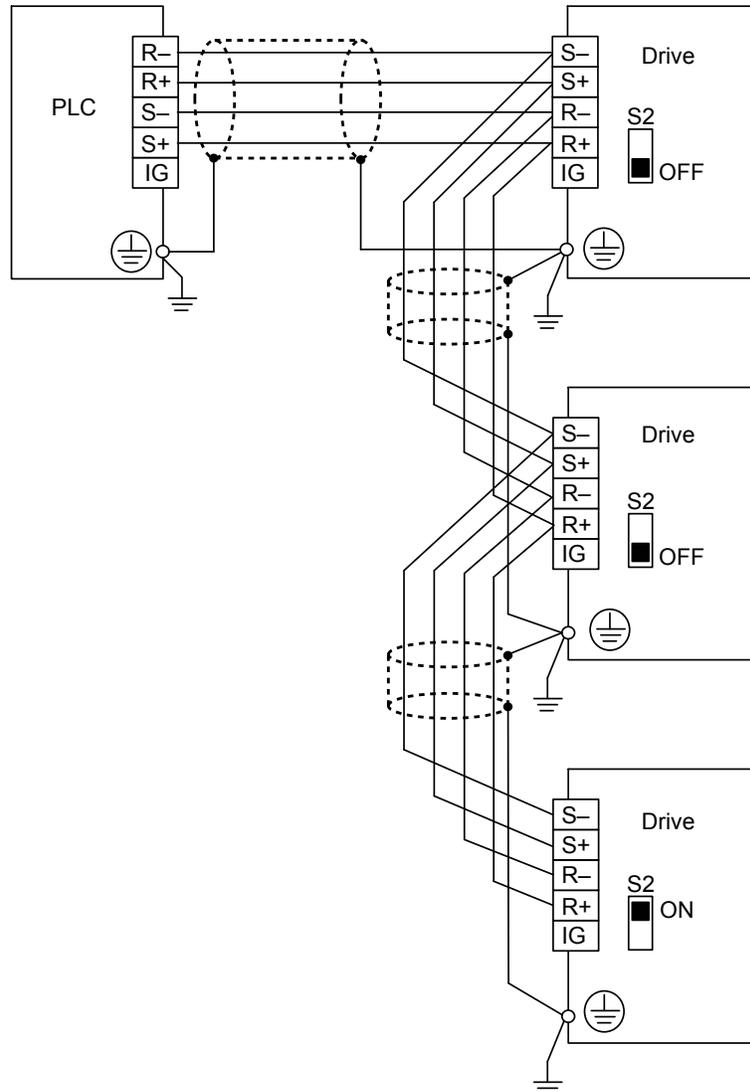 PLC
R–
R+
S–
S+
IG
S–
S+
R–
R+
IG
Drive
S2
OFF
S–
S+
R–
R+
IG
Drive
S2
OFF
S–
S+
R–
R+
IG
Drive
S2
ON